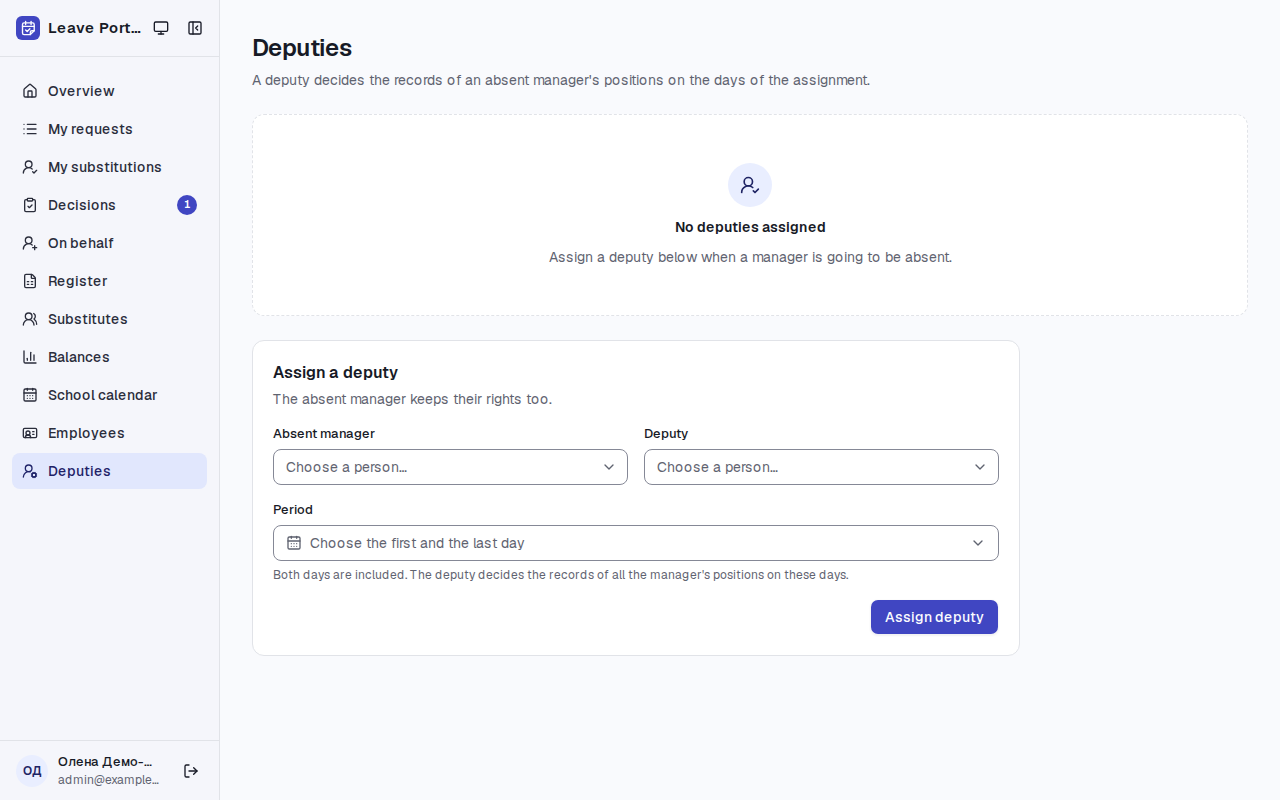 Leave Port…
Overview
My requests
My substitutions
Decisions 1
On behalf
Register
Substitutes
Balances
School calendar
Employees
Deputies
ОД
Олена Демо-…
admin@example…
Deputies
A deputy decides the records of an absent manager's positions on the days of the assignment.
No deputies assigned
Assign a deputy below when a manager is going to be absent.
Assign a deputy
The absent manager keeps their rights too.
Absent manager Deputy
Choose a person… Choose a person…
Period
Choose the first and the last day
Both days are included. The deputy decides the records of all the manager's positions on these days.
Assign deputy